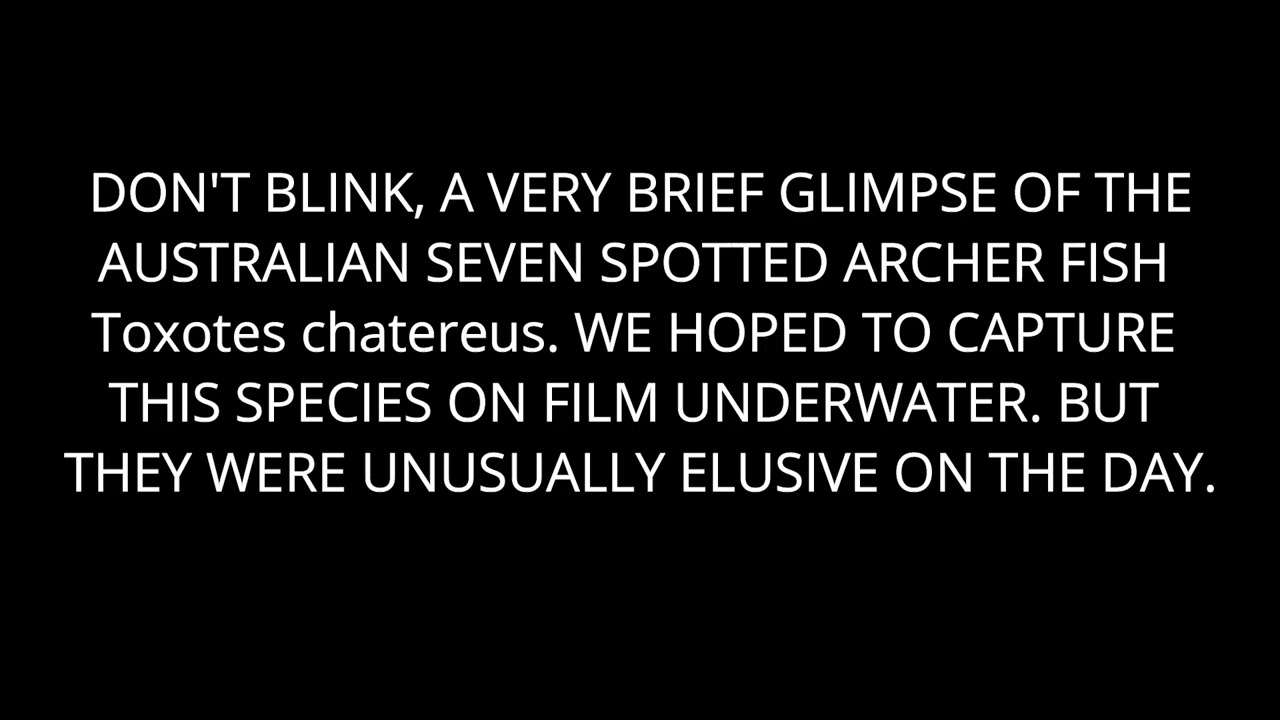 DON'T BLINK, A VERY BRIEF GLIMPSE OF THE
AUSTRALIAN SEVEN SPOTTED ARCHER FISH
Toxotes chatereus. WE HOPED TO CAPTURE
THIS SPECIES ON FILM UNDERWATER. BUT
THEY WERE UNUSUALLY ELUSIVE ON THE DAY.